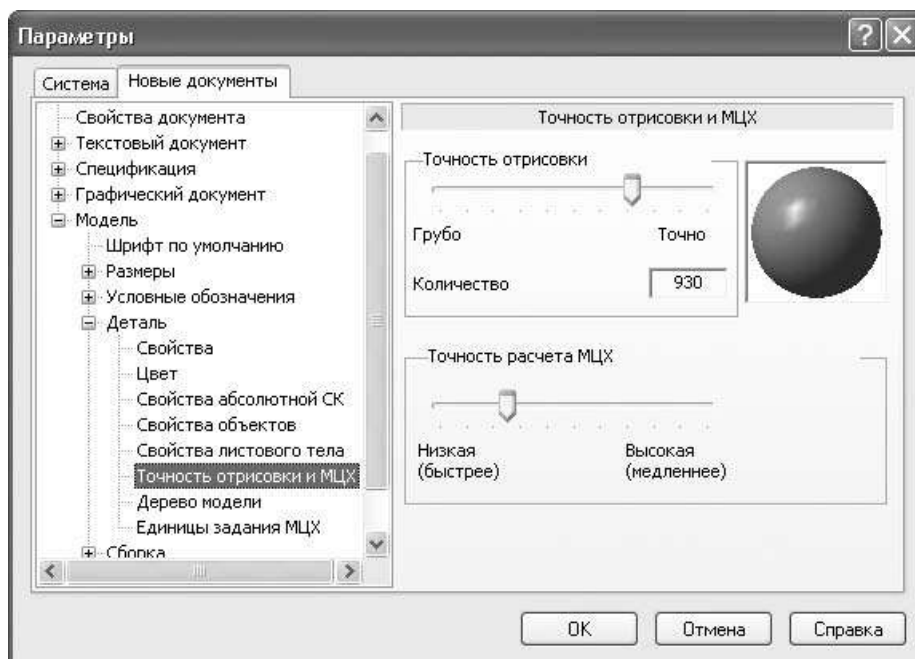 Параметры
Система
Новые документы
Свойства документа
Текстовый документ
Спецификация
Графический документ
Модель
Шрифт по умолчанию
Размеры
Условные обозначения
Деталь
Свойства
Цвет
Свойства абсолютной СК
Свойства объектов
Свойства листового тела
Точность отрисовки и МЦХ
Дерево модели
Единицы задания МЦХ
Сборка
Точность отрисовки и МЦХ
Точность отрисовки
Грубо
Точно
Количество
930
Точность расчета МЦХ
Низкая
(быстрее)
Высокая
(медленнее)
OK
Отмена
Справка